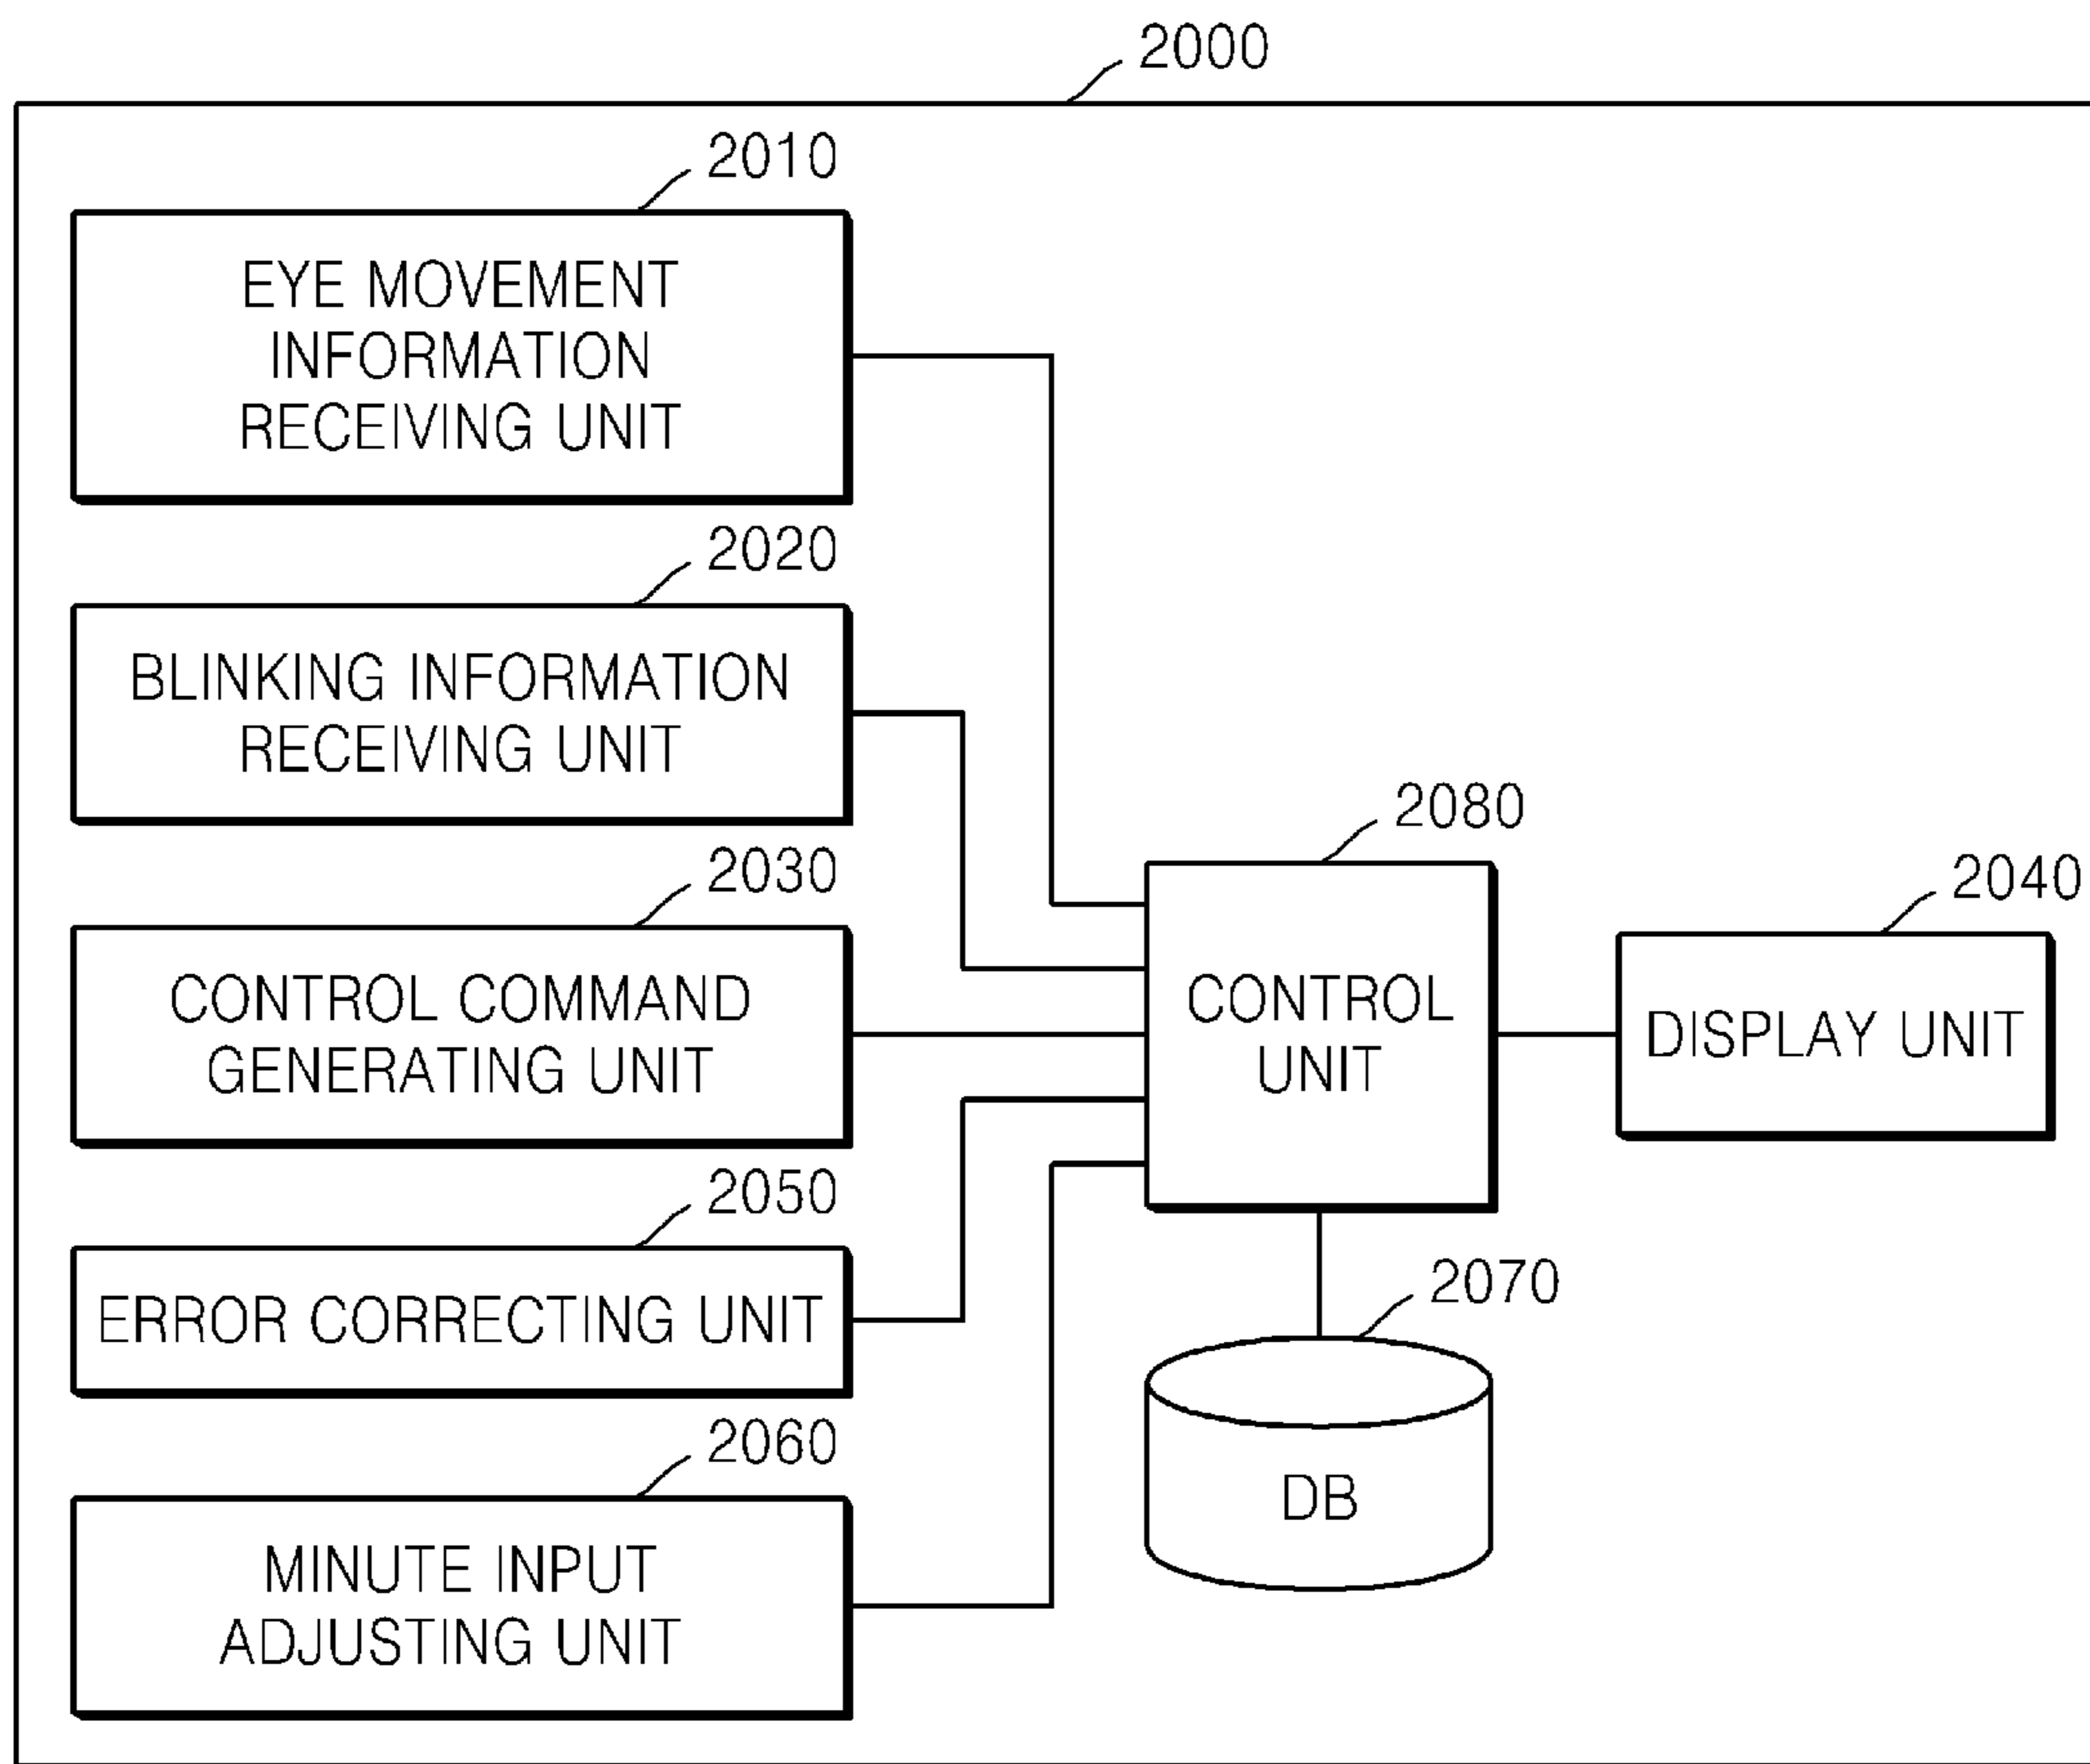 2000
2010
EYE MOVEMENT
INFORMATION
RECEIVING UNIT
2020
BLINKING INFORMATION
RECEIVING UNIT
2030
CONTROL COMMAND
GENERATING UNIT
2050
ERROR CORRECTING UNIT
2060
MINUTE INPUT
ADJUSTING UNIT
2080
CONTROL
UNIT
2040
DISPLAY UNIT
2070
DB